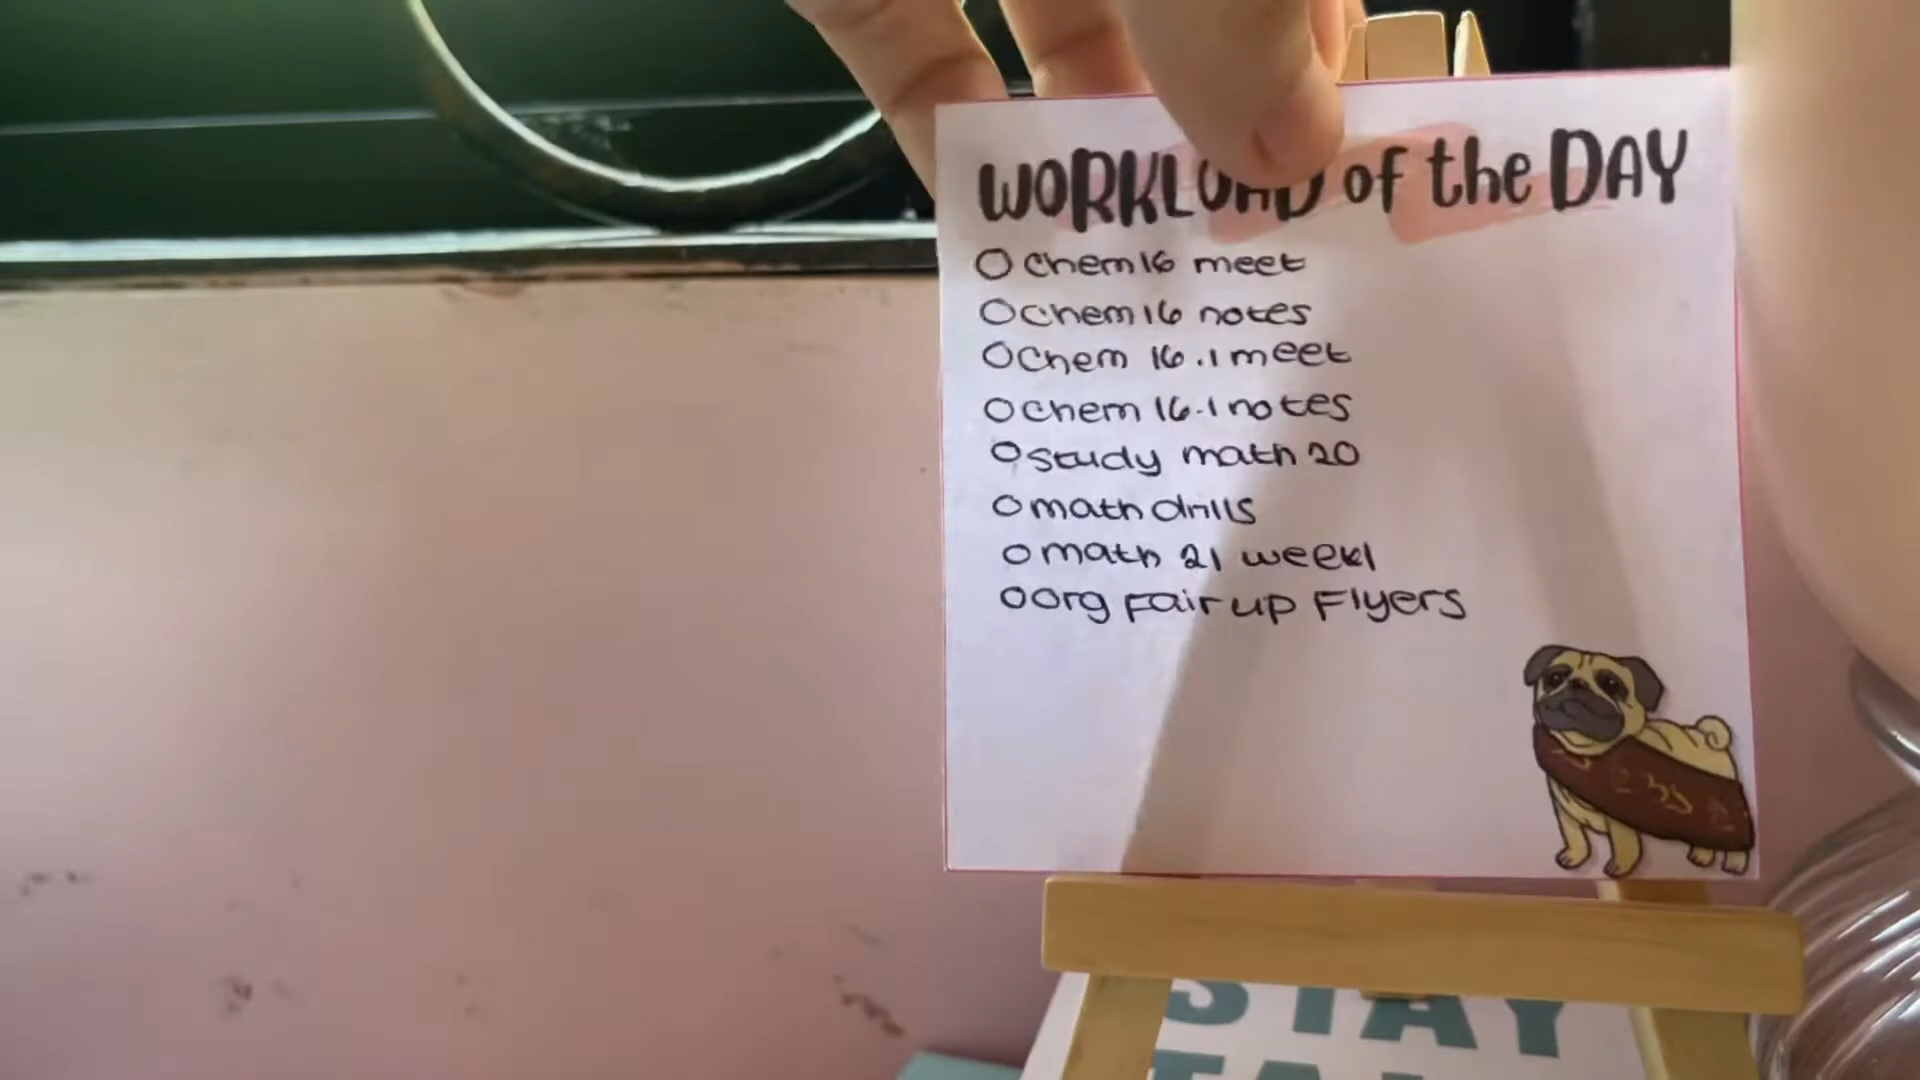 WORKLOAD of the DAY
chem16 meet
chem16 notes
chem 16.1 meet
chem 16.1 notes
study math 20
math drills
math 21 week1
org fair up flyers
STAY